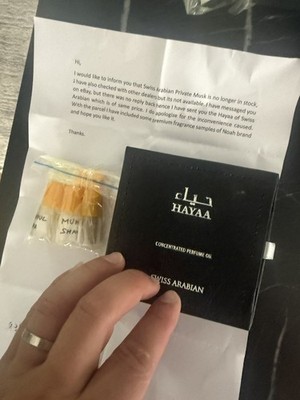 Hi,
I would like to inform you that Swiss Arabian Private Musk is no longer in stock,
I have also checked with other dealers but its not available. I have massaged you
on eBay, but there was no reply back hence I have sent you the Hayaa of Swiss
Arabian which is of same price. I do apologise for the inconvenience caused.
With the parcel I have included some premium fragrance samples of Noah brand
and hope you like it.
Thanks.
حياء
HAYAA
CONCENTRATED PERFUME OIL
SWISS ARABIAN